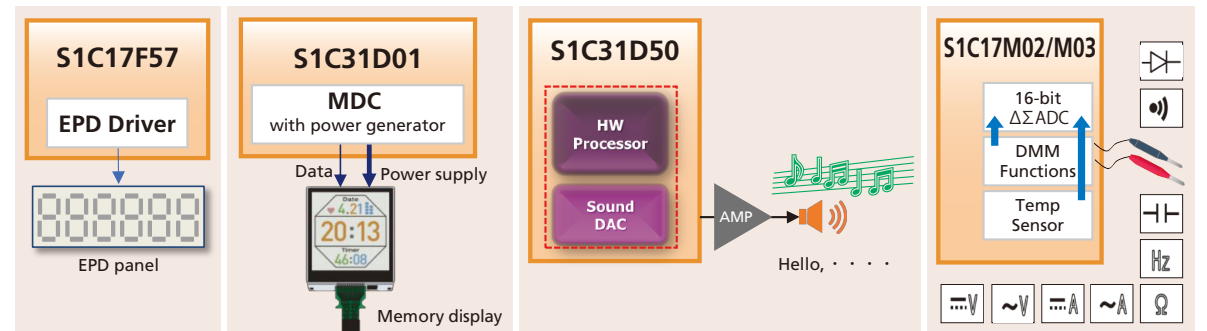 S1C17F57
EPD Driver
EPD panel
S1C31D01
MDC
with power generator
Data
Power supply
Date
4.21
20:13
Timer
46:08
Memory display
S1C31D50
HW
Processor
Sound
DAC
AMP
Hello, ・ ・ ・ ・
S1C17M02/M03
16-bit
ΔΣADC
DMM
Functions
Temp
Sensor
Hz
V
~V
A
~A
Ω